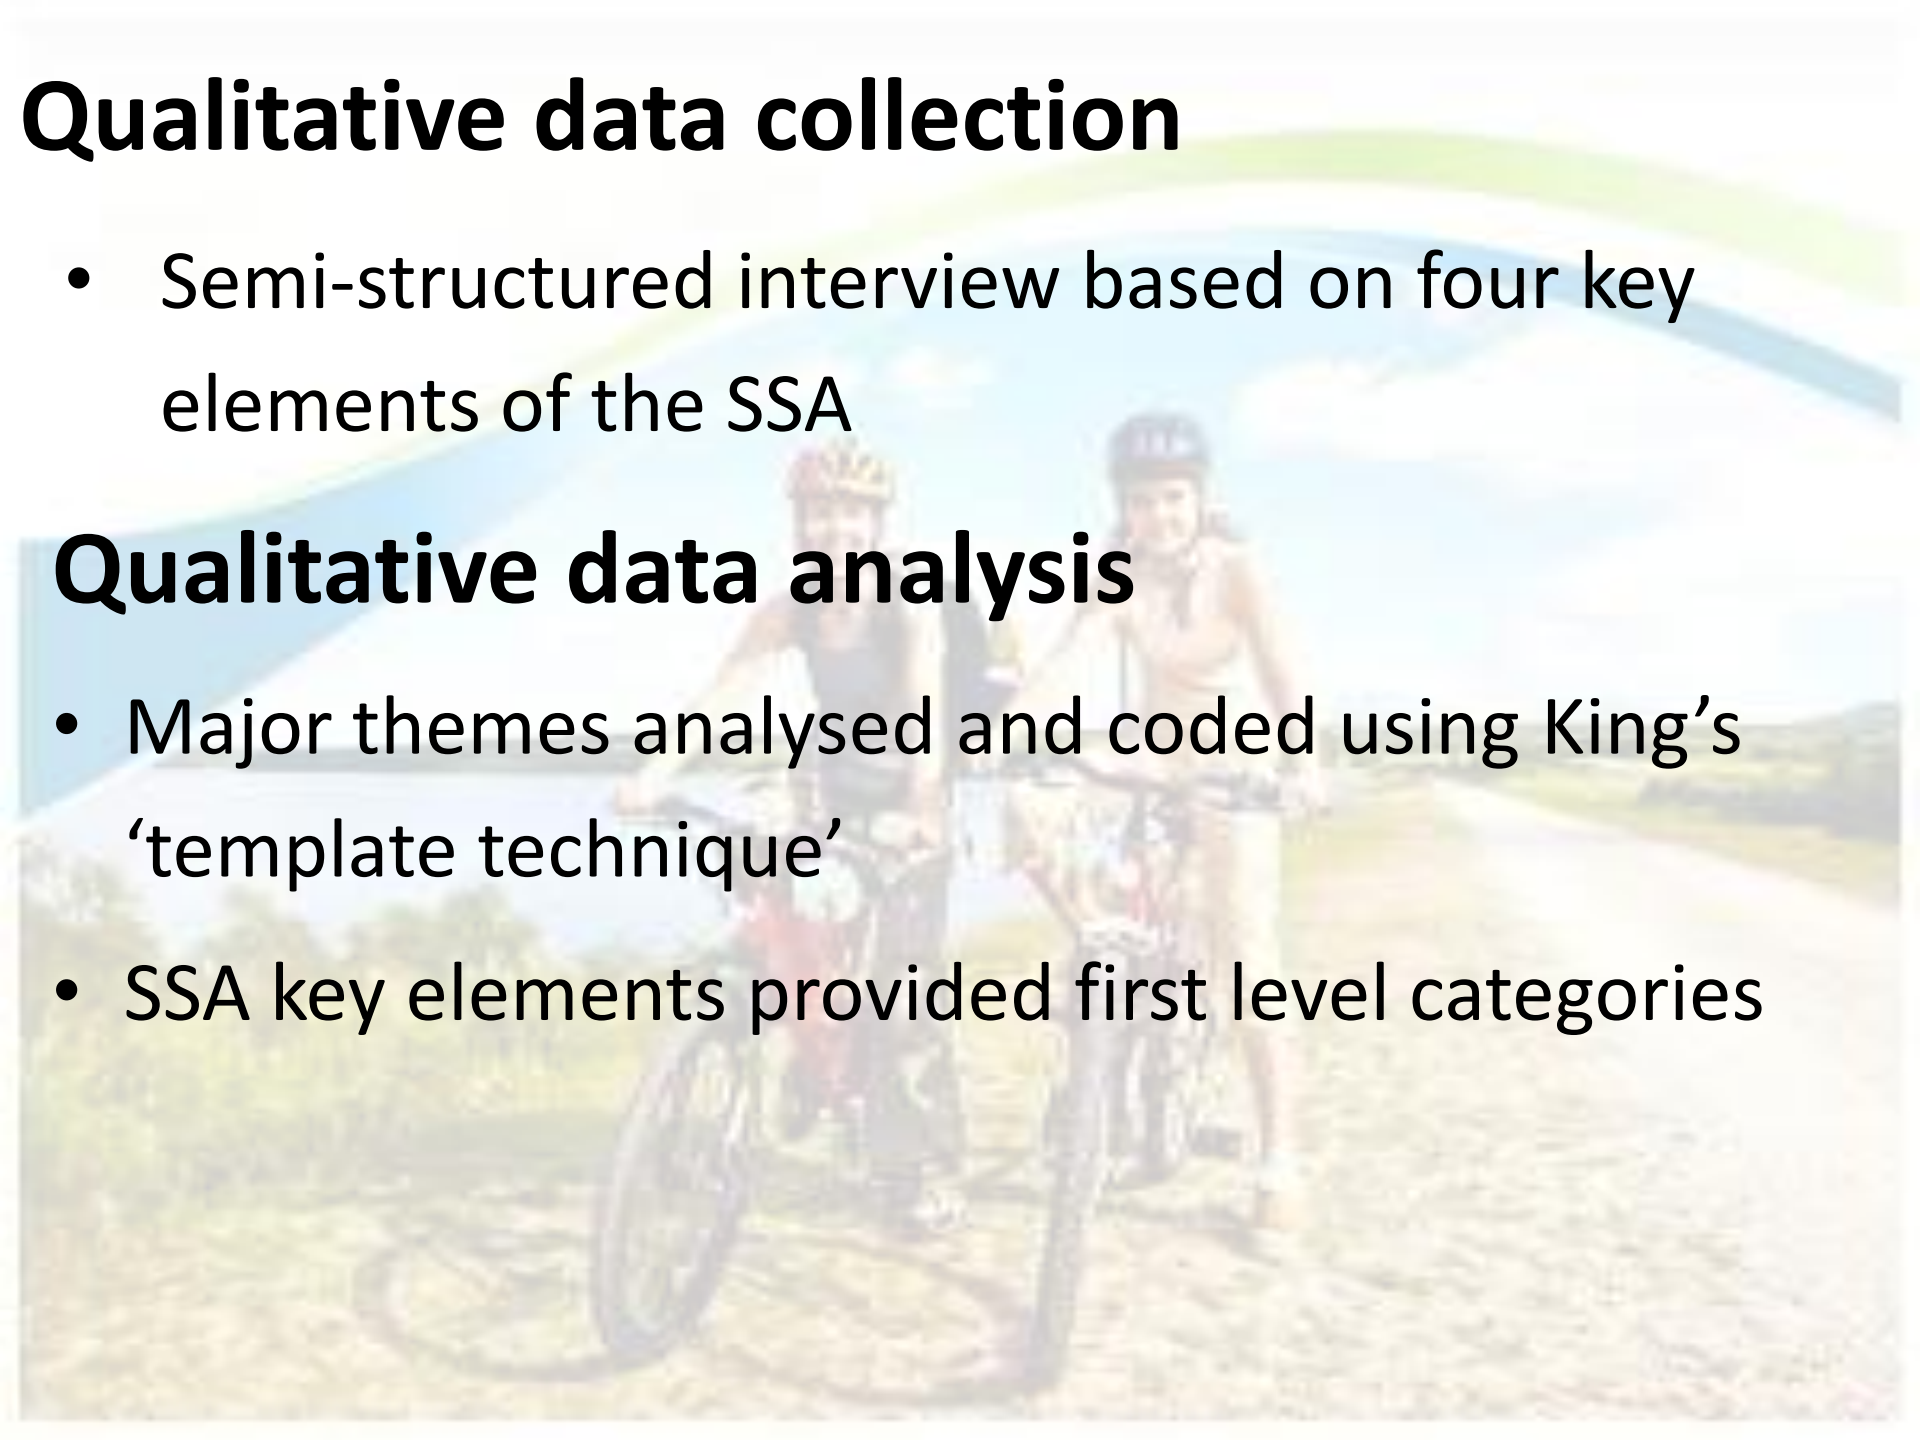 Qualitative data collection
• Semi-structured interview based on four key
elements of the SSA
Qualitative data analysis
• Major themes analysed and coded using King’s
‘template technique’
• SSA key elements provided first level categories